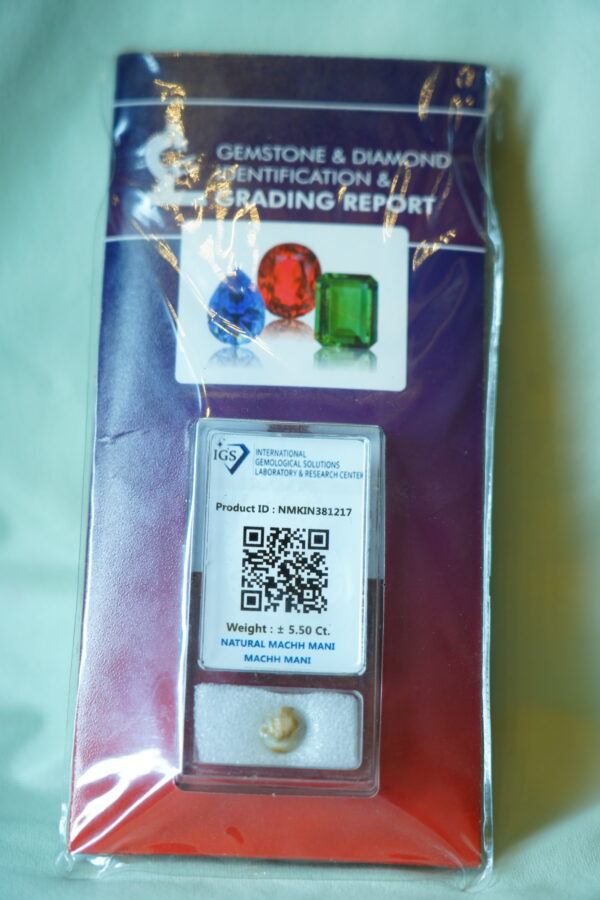 GEMSTONE & DIAMOND
IDENTIFICATION &
GRADING REPORT
IGS
INTERNATIONAL
GEMOLOGICAL SOLUTIONS
LABORATORY & RESEARCH CENTER
Product ID : NMKIN381217
Weight : ± 5.50 Ct.
NATURAL MACHH MANI
MACHH MANI